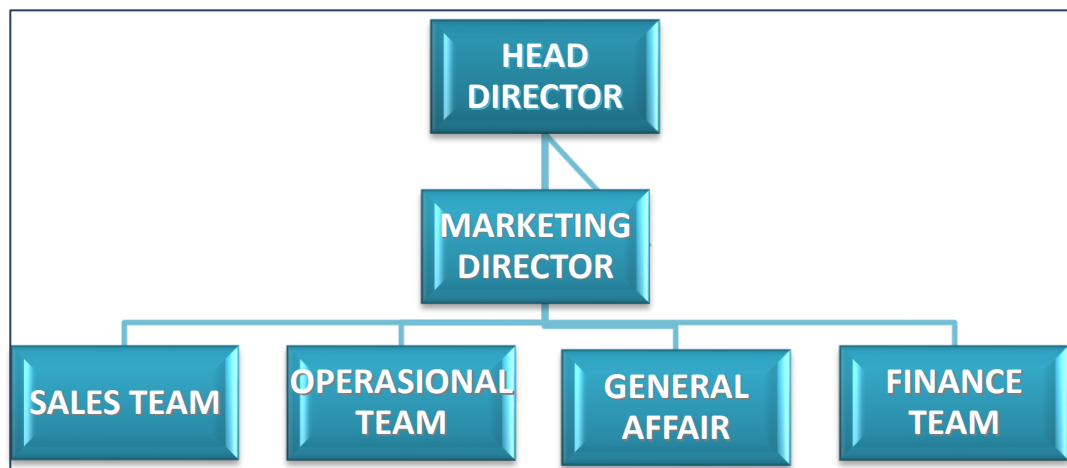 HEAD
DIRECTOR
MARKETING
DIRECTOR
SALES TEAM
OPERASIONAL
TEAM
GENERAL
AFFAIR
FINANCE
TEAM